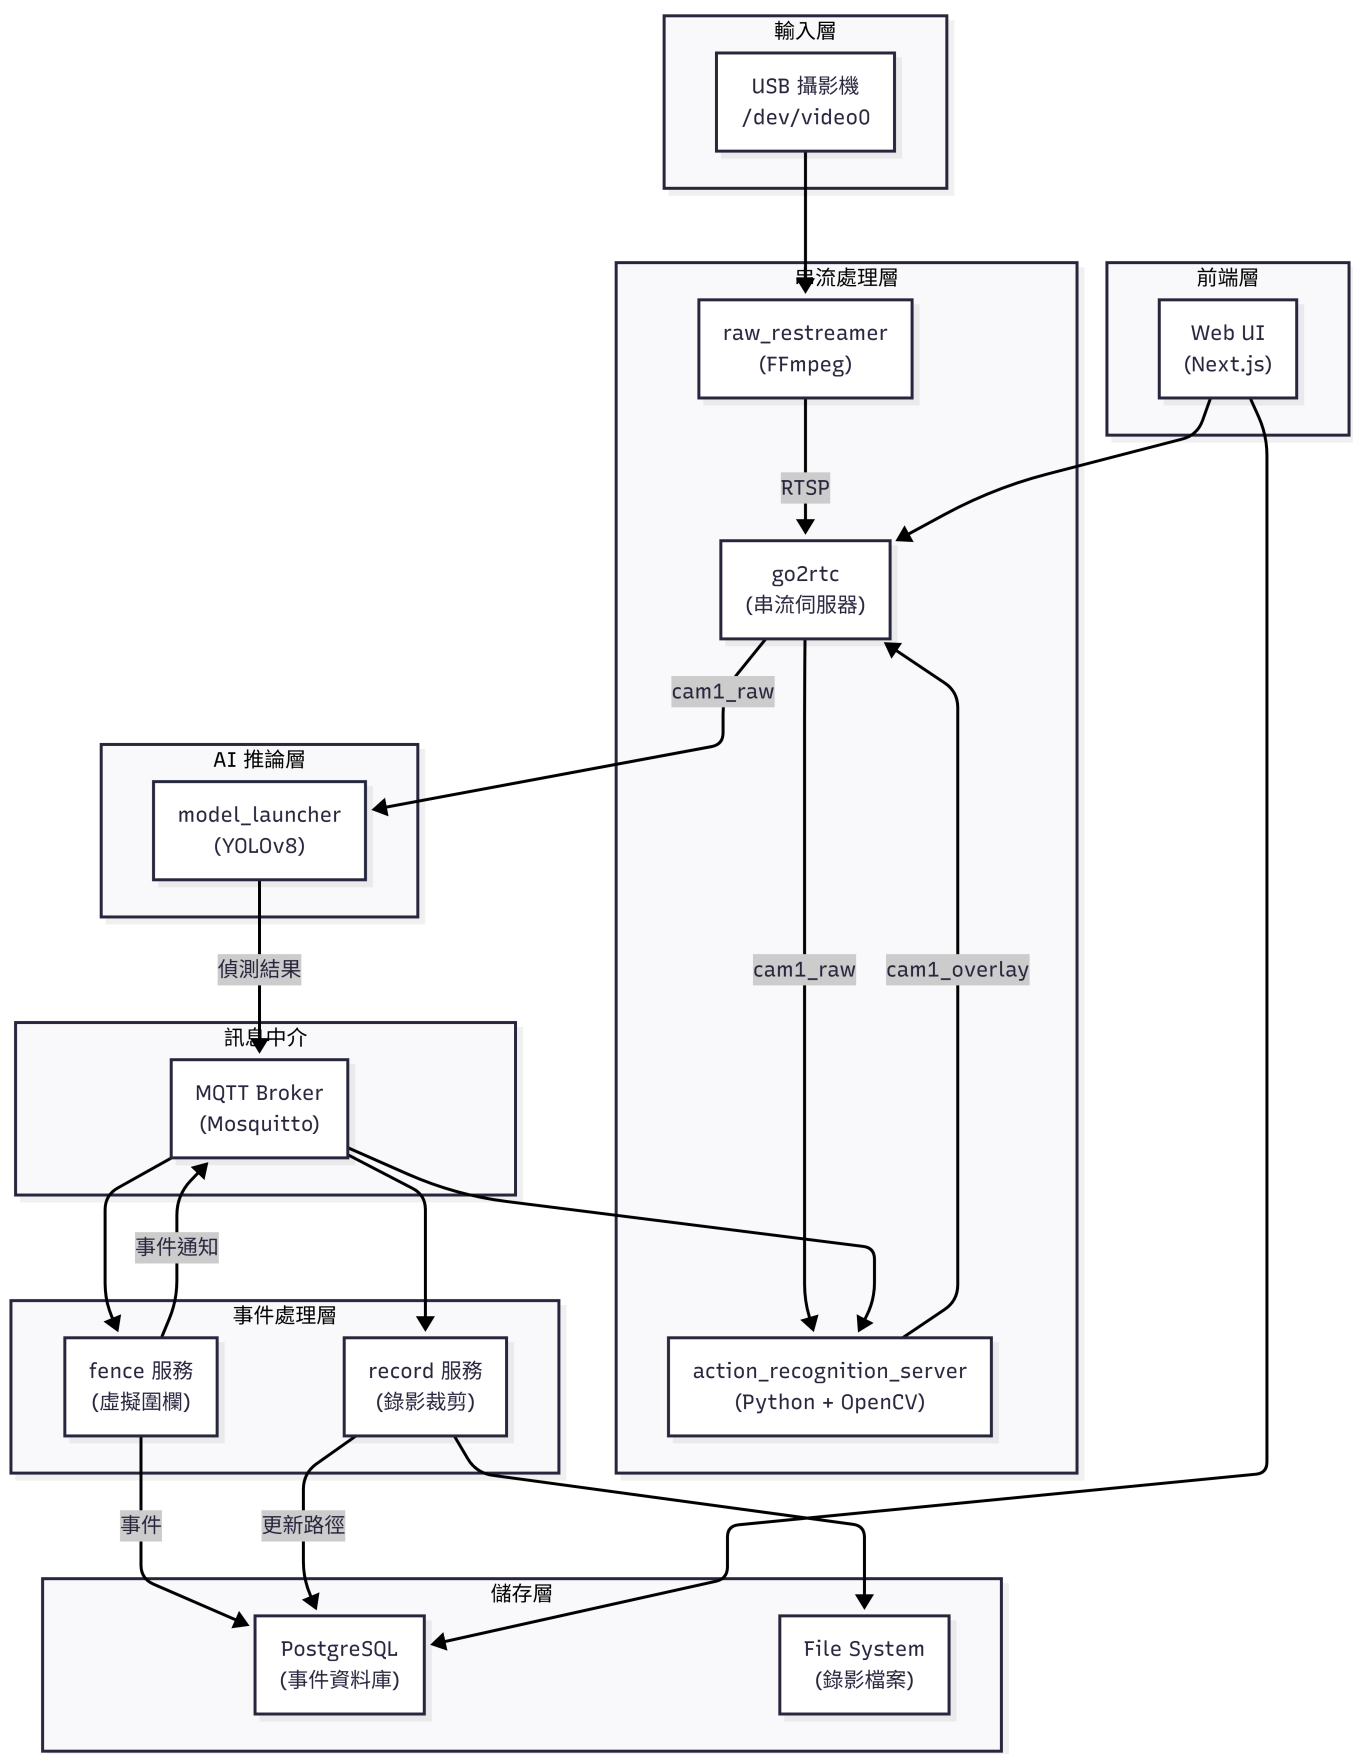 輸入層
USB 攝影機
/dev/video0
串流處理層
raw_restreamer
(FFmpeg)
前端層
Web UI
(Next.js)
RTSP
go2rtc
(串流伺服器)
cam1_raw
AI 推論層
model_launcher
(YOLOv8)
偵測結果
cam1_raw
cam1_overlay
訊息中介
MQTT Broker
(Mosquitto)
事件通知
事件處理層
fence 服務
(虛擬圍欄)
record 服務
(錄影裁剪)
action_recognition_server
(Python + OpenCV)
事件
更新路徑
儲存層
PostgreSQL
(事件資料庫)
File System
(錄影檔案)